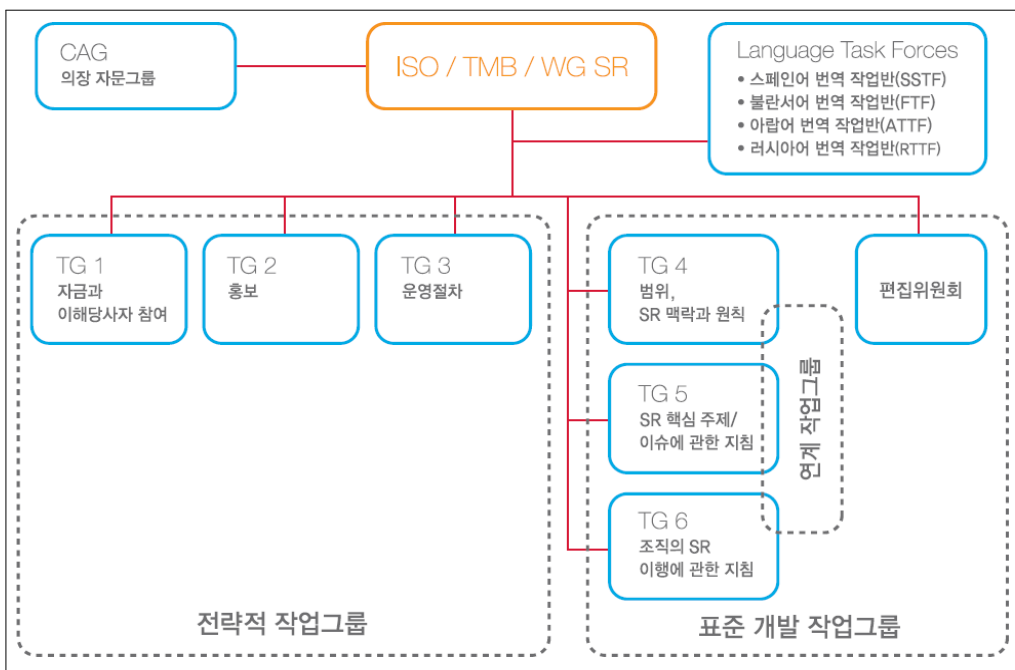 CAG
의장 자문그룹
ISO / TMB / WG SR
Language Task Forces
• 스페인어 번역 작업반(SSTF)
• 불란서어 번역 작업반(FTF)
• 아랍어 번역 작업반(ATTF)
• 러시아어 번역 작업반(RTTF)
TG 1
자금과
이해당사자 참여
TG 2
홍보
TG 3
운영절차
전략적 작업그룹
TG 4
범위,
SR 맥락과 원칙
편집위원회
TG 5
SR 핵심 주제/
이슈에 관한 지침
TG 6
조직의 SR
이행에 관한 지침
연계 작업그룹
표준 개발 작업그룹